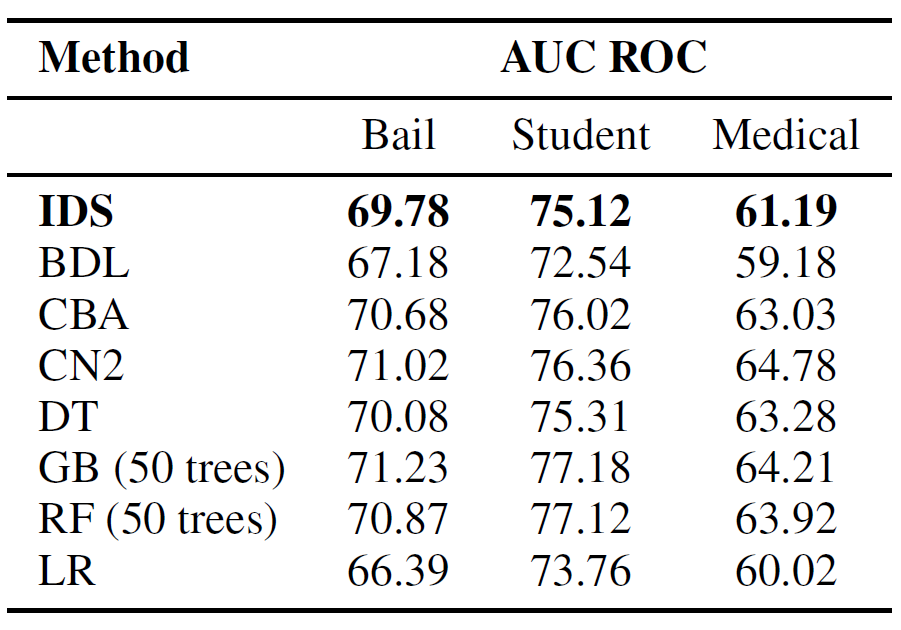 Method AUC ROC
Bail Student Medical
IDS 69.78 75.12 61.19
BDL 67.18 72.54 59.18
CBA 70.68 76.02 63.03
CN2 71.02 76.36 64.78
DT 70.08 75.31 63.28
GB (50 trees) 71.23 77.18 64.21
RF (50 trees) 70.87 77.12 63.92
LR 66.39 73.76 60.02